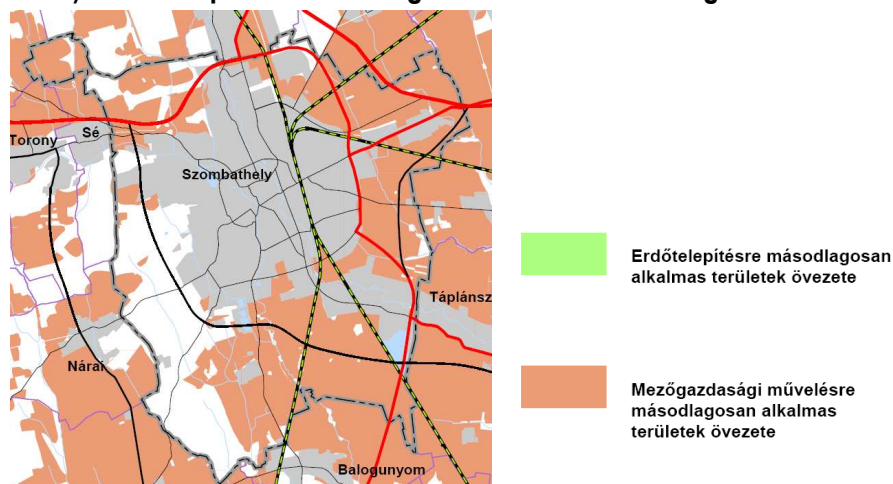 Torony
Sé
Szombathely
Táplánsz
Nárai
Balogunyom
Erdőtelepítésre másodlagosan
alkalmas területek övezete
Mezőgazdasági művelésre
másodlagosan alkalmas
területek övezete